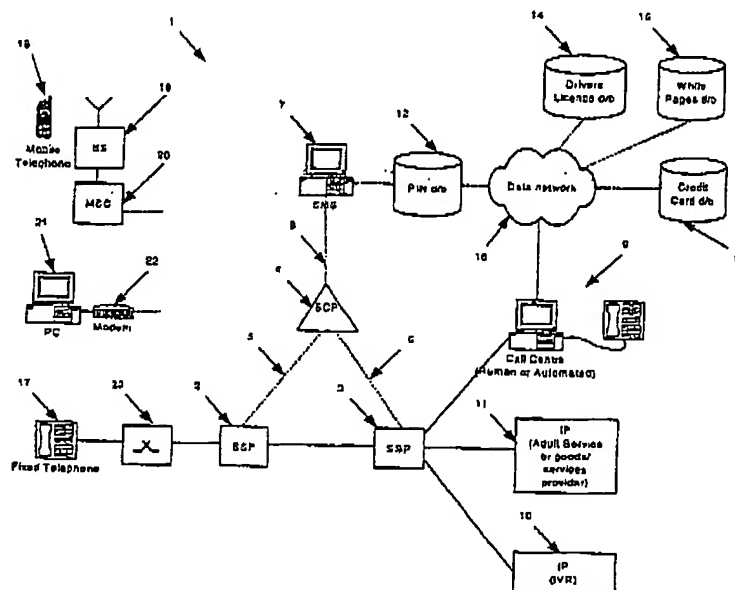 1
14
15
18
Drivers
Licence d/b
White
Pages d/b
7
12
19
Mobile
Telephone
BS
20
MSC
SMS
PIN d/b
Data network
Credit
Card d/b
21
22
8
4
16
9
PC
Modem
SCP
5
6
Call Centre
(Human or Automated)
17
23
2
3
11
Fixed Telephone
SSP
SSP
IP
(Adult Service
or goods/
services
provider)
10
IP
(IVR)